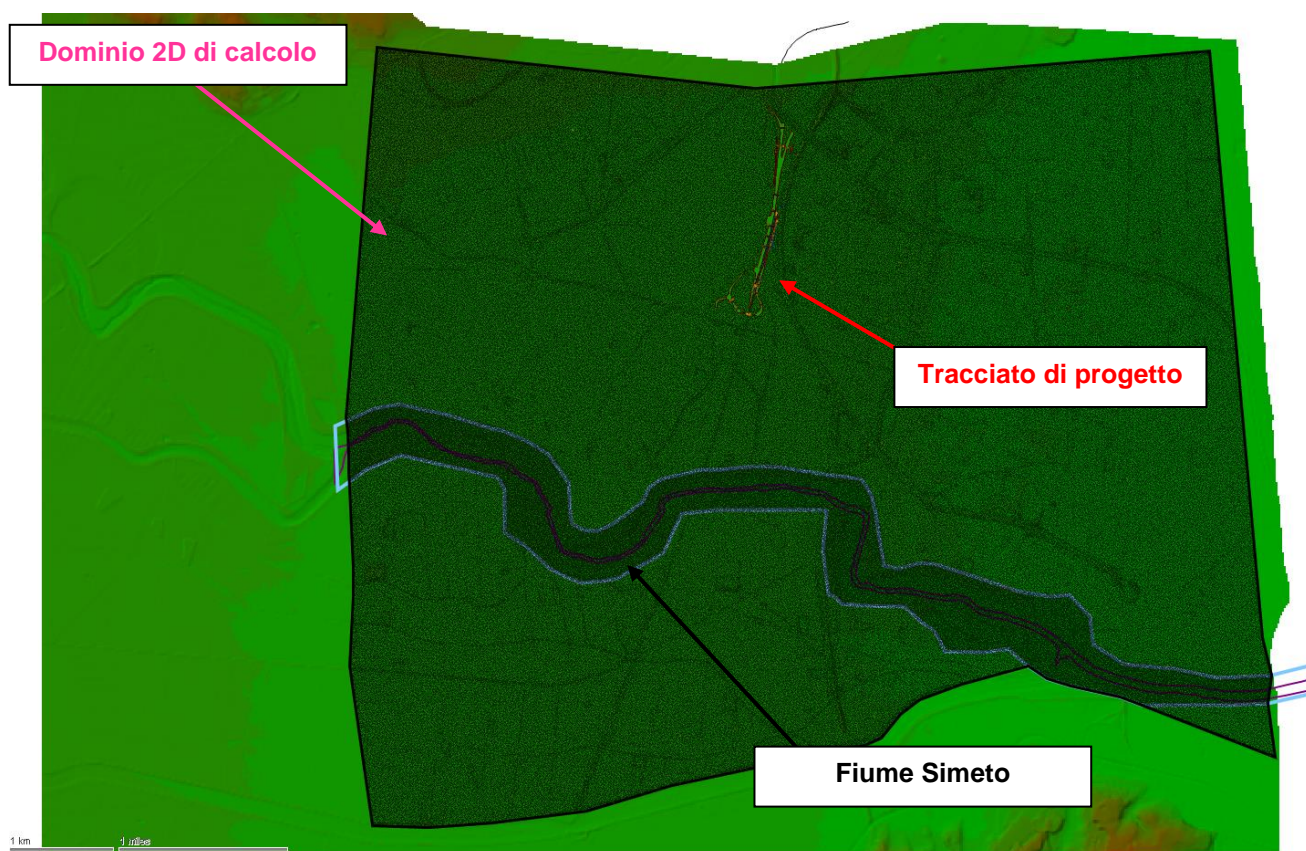 Dominio 2D di calcolo
Tracciato di progetto
Fiume Simeto
1 km
1 miles